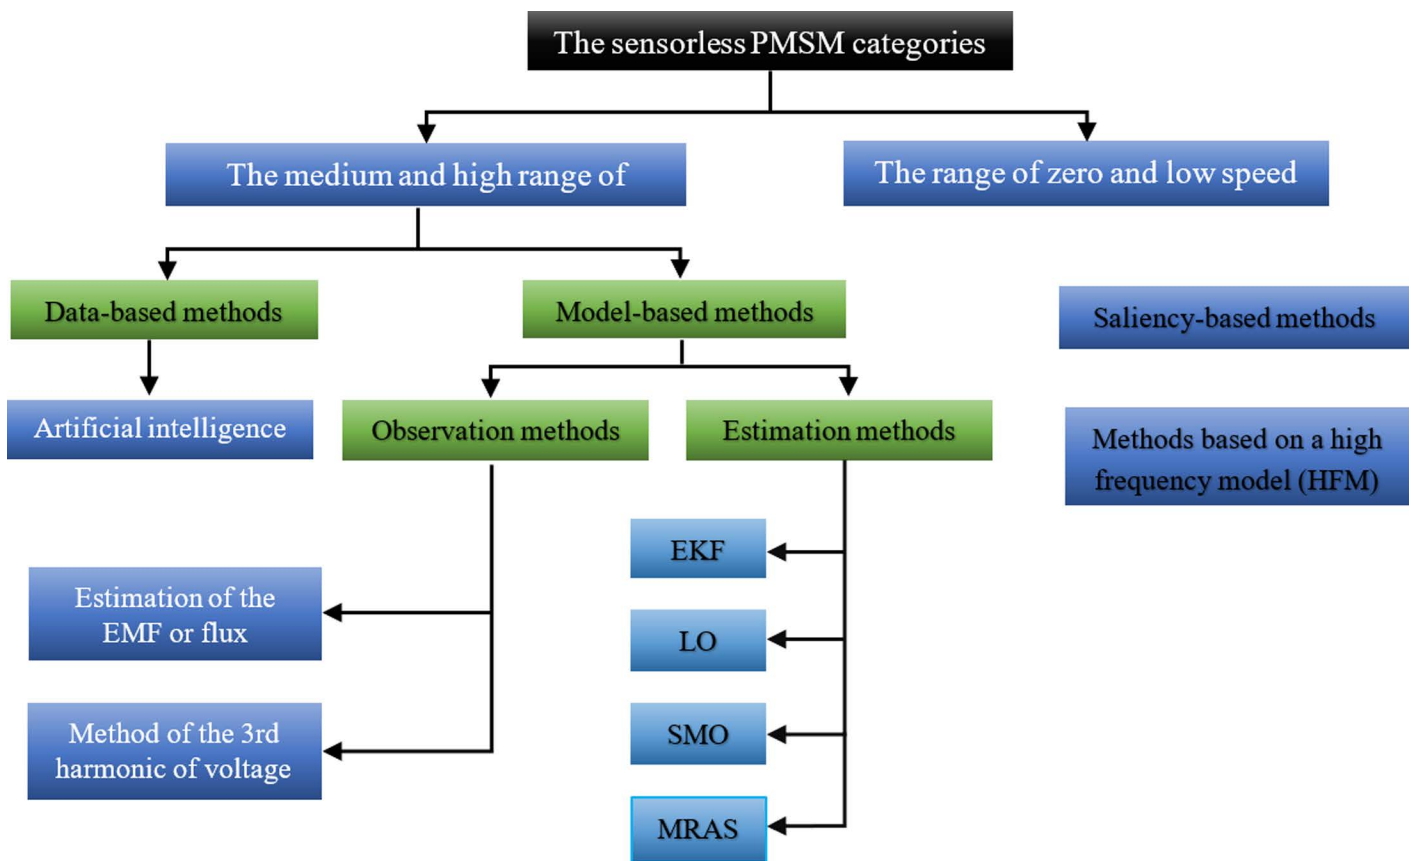 The sensorless PMSM categories
The medium and high range of
The range of zero and low speed
Data-based methods
Model-based methods
Saliency-based methods
Artificial intelligence
Observation methods
Estimation methods
Methods based on a high
frequency model (HFM)
EKF
Estimation of the
EMF or flux
LO
Method of the 3rd
harmonic of voltage
SMO
MRAS